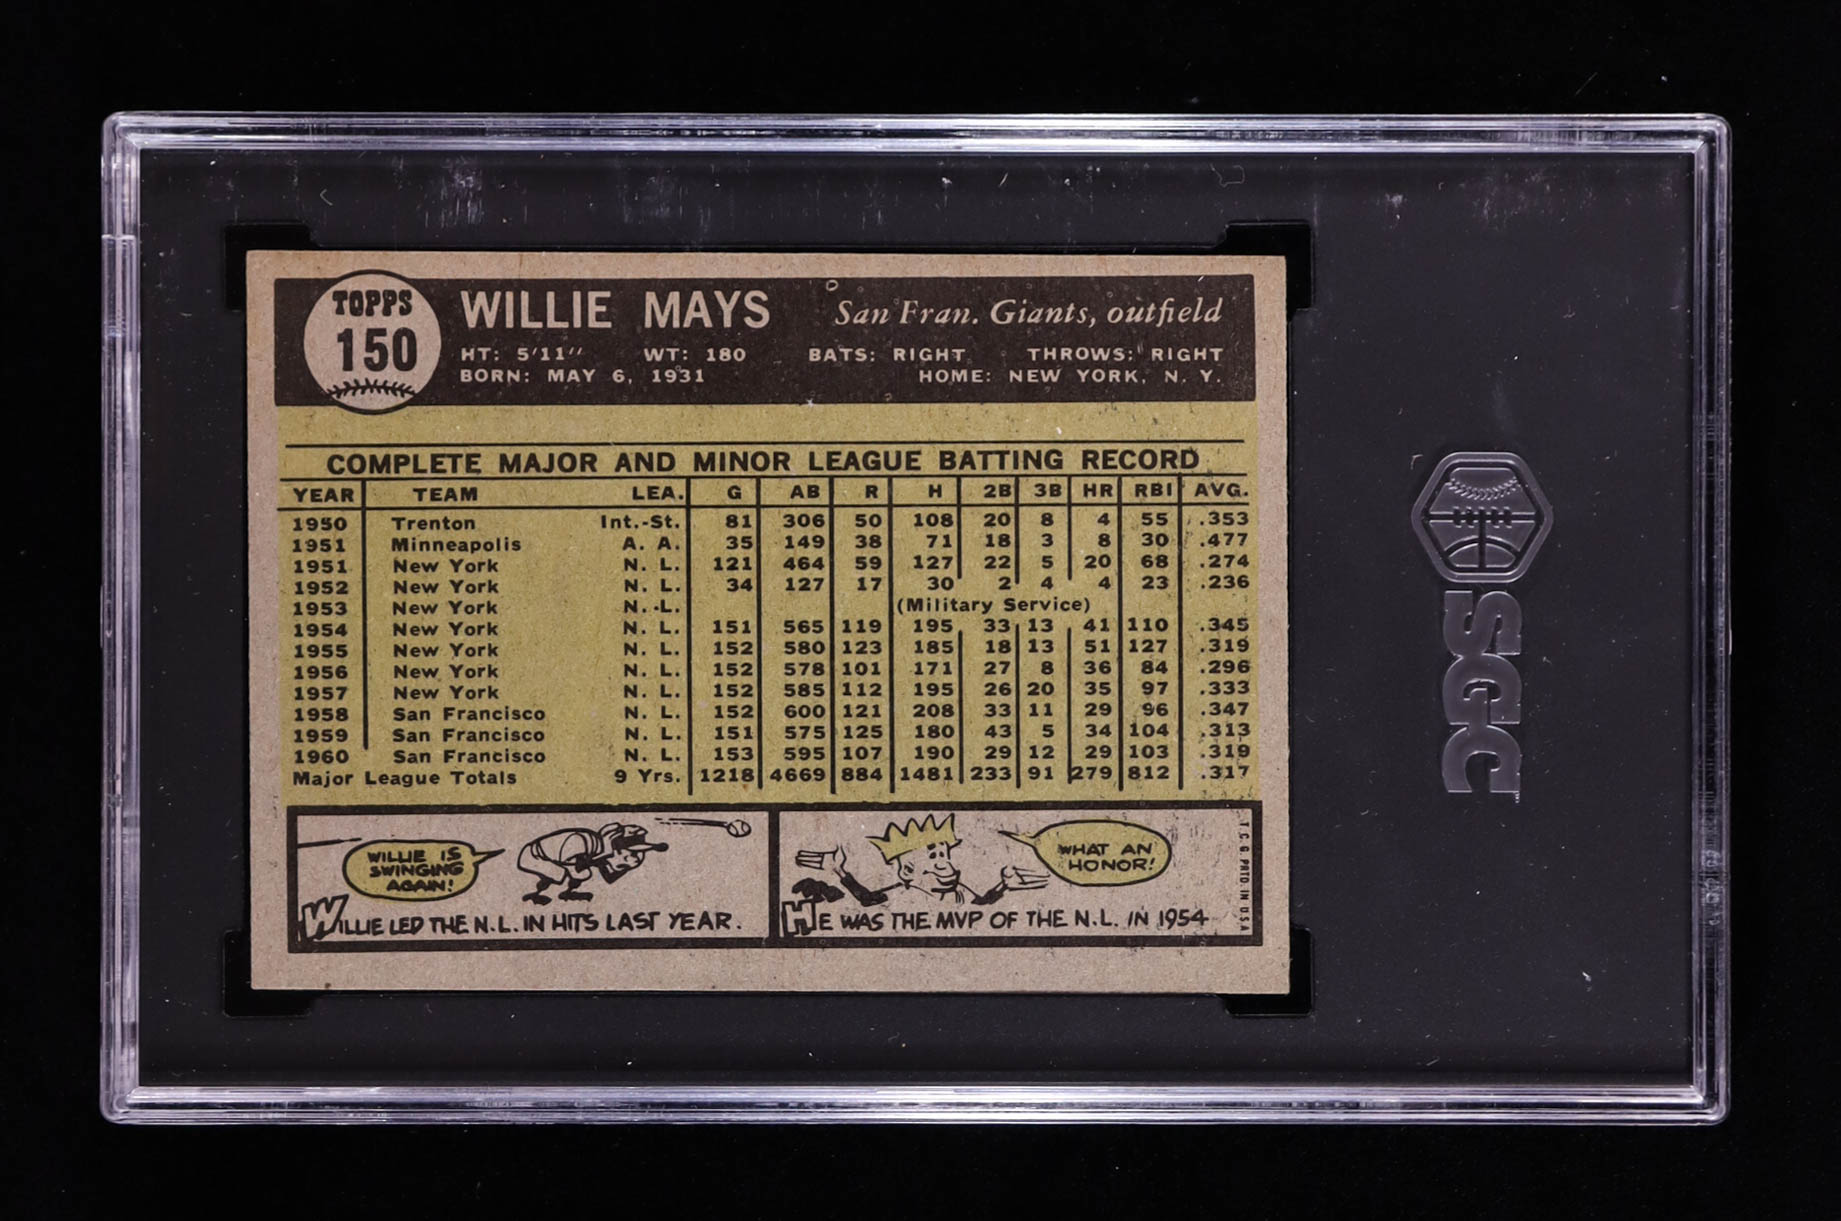 TOPPS
150
WILLIE MAYS San Fran. Giants, outfield
HT: 5'11" WT: 180 BATS: RIGHT THROWS: RIGHT
BORN: MAY 6, 1931 HOME: NEW YORK, N. Y.
COMPLETE MAJOR AND MINOR LEAGUE BATTING RECORD
YEAR TEAM LEA. G AB R H 2B 3B HR RBI AVG.
1950 Trenton Int.-St. 81 306 50 108 20 8 4 55 .353
1951 Minneapolis A. A. 35 149 38 71 18 3 8 30 .477
1951 New York N. L. 121 464 59 127 22 5 20 68 .274
1952 New York N. L. 34 127 17 30 2 4 4 23 .236
1953 New York N. L. (Military Service)
1954 New York N. L. 151 565 119 195 33 13 41 110 .345
1955 New York N. L. 152 580 123 185 18 13 51 127 .319
1956 New York N. L. 152 578 101 171 27 8 36 84 .296
1957 New York N. L. 152 585 112 195 26 20 35 97 .333
1958 San Francisco N. L. 152 600 121 208 33 11 29 96 .347
1959 San Francisco N. L. 151 575 125 180 43 5 34 104 .313
1960 San Francisco N. L. 153 595 107 190 29 12 29 103 .319
Major League Totals 9 Yrs. 1218 4669 884 1481 233 91 279 812 .317
WILLIE IS
SWINGING
AGAIN!
WILLIE LED THE N.L. IN HITS LAST YEAR.
WHAT AN
HONOR!
HE WAS THE MVP OF THE N.L. IN 1954
T. C. G. PRTD. IN U.S.A.
SGC